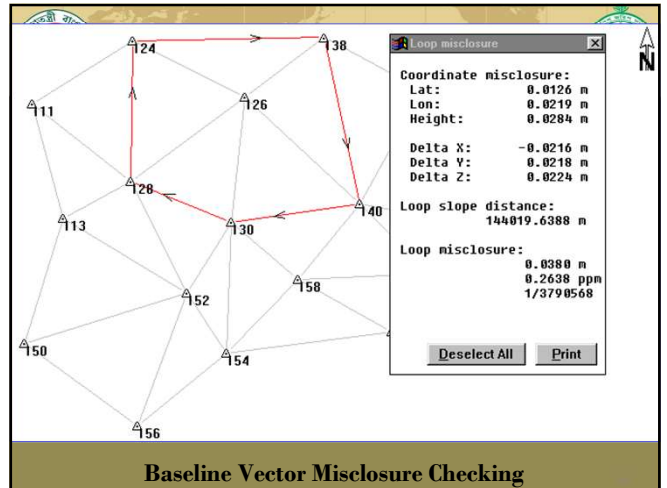 124
138
126
111
128
113
130
140
152
158
150
154
156
N
Loop misclosure
Coordinate misclosure:
Lat: 0.0126 m
Lon: 0.0219 m
Height: 0.0284 m
Delta X: -0.0216 m
Delta Y: 0.0218 m
Delta Z: 0.0224 m
Loop slope distance:
144019.6388 m
Loop misclosure:
0.0380 m
0.2638 ppm
1/3790568
Deselect All
Print
Baseline Vector Misclosure Checking